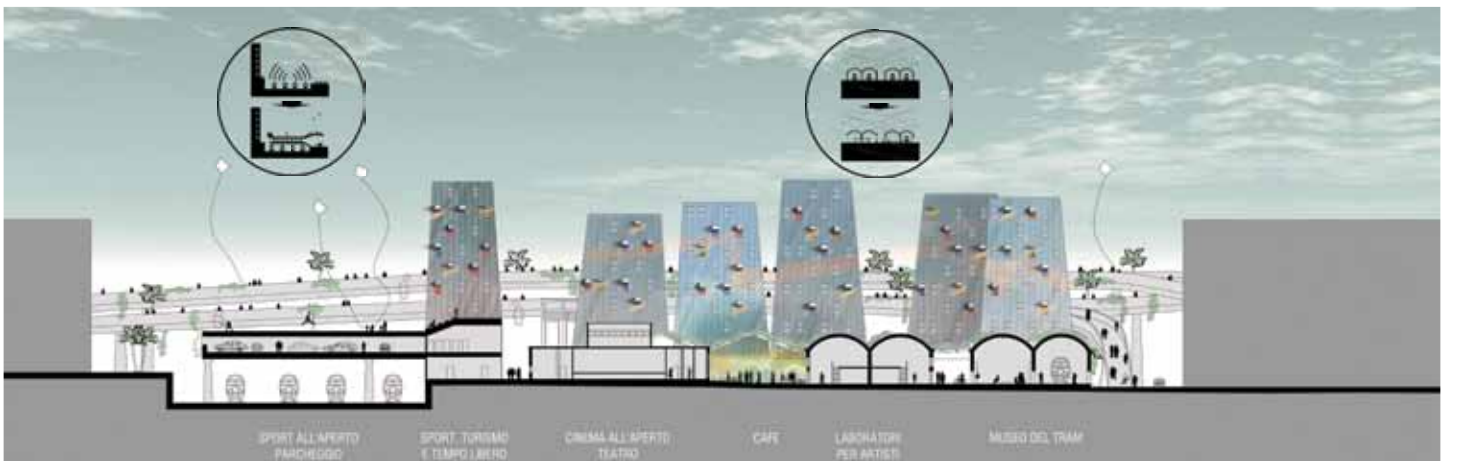 SPORT ALL'APERTO
PARCHEGGIO
SPORT, TURISMO
E TEMPO LIBERO
CINEMA ALL'APERTO
TEATRO
CAFE
LABORATORI
PER ARTISTI
MUSEO DEL TRAM